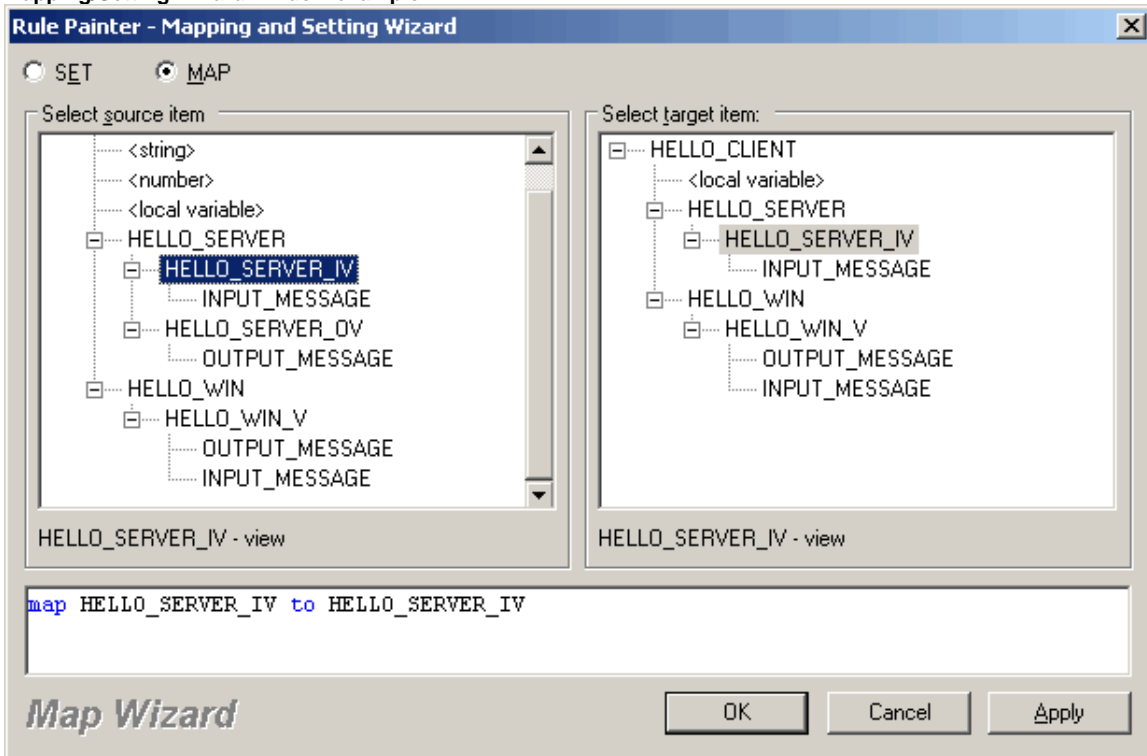 Rule Painter - Mapping and Setting Wizard
SET MAP
Select source item
<string>
<number>
<local variable>
HELLO_SERVER
HELLO_SERVER_IV
INPUT_MESSAGE
HELLO_SERVER_OV
OUTPUT_MESSAGE
HELLO_WIN
HELLO_WIN_V
OUTPUT_MESSAGE
INPUT_MESSAGE
HELLO_SERVER_IV - view
Select target item:
HELLO_CLIENT
<local variable>
HELLO_SERVER
HELLO_SERVER_IV
INPUT_MESSAGE
HELLO_WIN
HELLO_WIN_V
OUTPUT_MESSAGE
INPUT_MESSAGE
HELLO_SERVER_IV - view
map HELLO_SERVER_IV to HELLO_SERVER_IV
Map Wizard
OK Cancel Apply